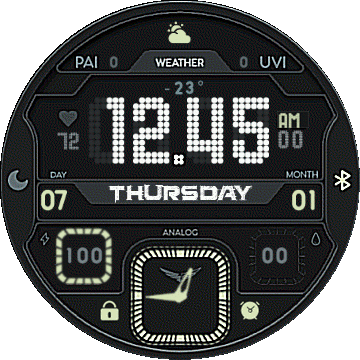 PAI 0 WEATHER 0 UVI
-23°
72 12.45 AM 00
DAY MONTH
07 THURSDAY 01
ANALOG
100 00